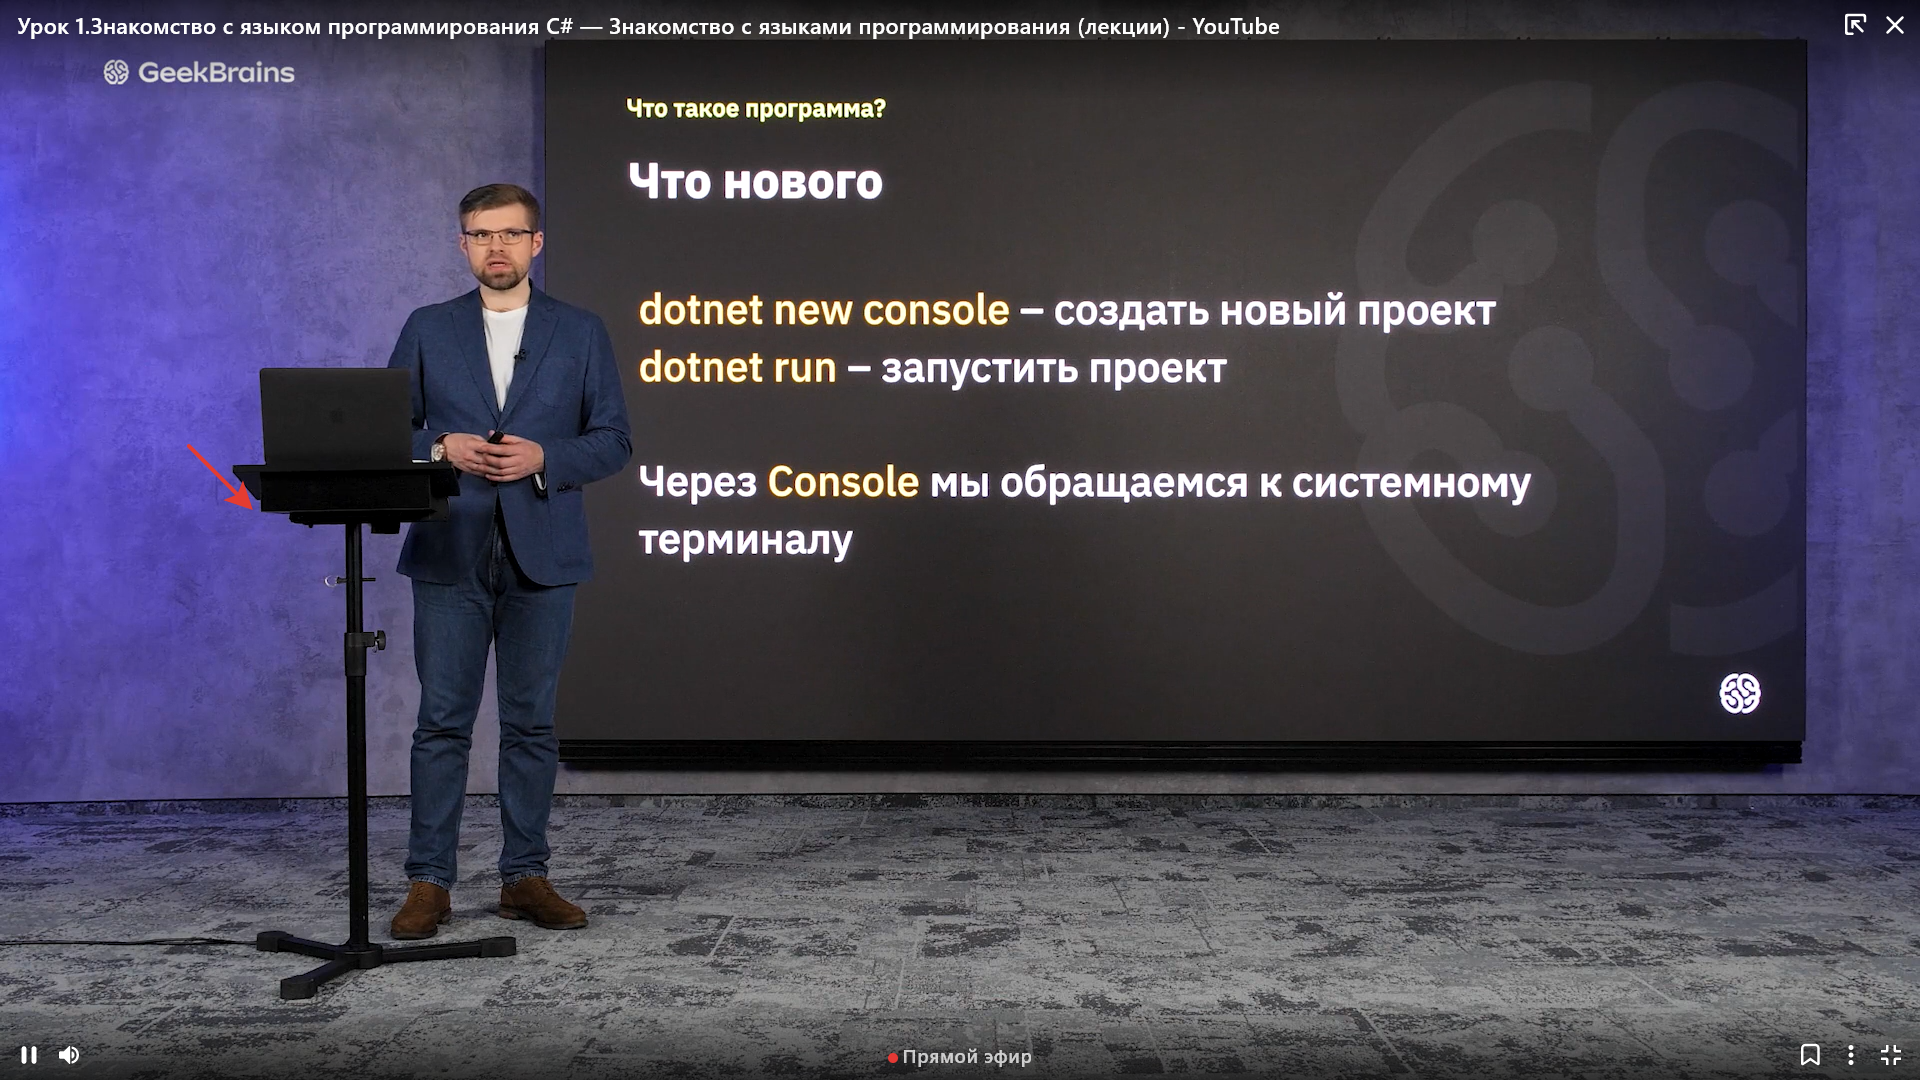 Урок 1.Знакомство с языком программирования C# — Знакомство с языками программирования (лекции) - YouTube
GeekBrains
Что такое программа?
Что нового
dotnet new console – создать новый проект
dotnet run – запустить проект
Через Console мы обращаемся к системному
терминалу
Прямой эфир